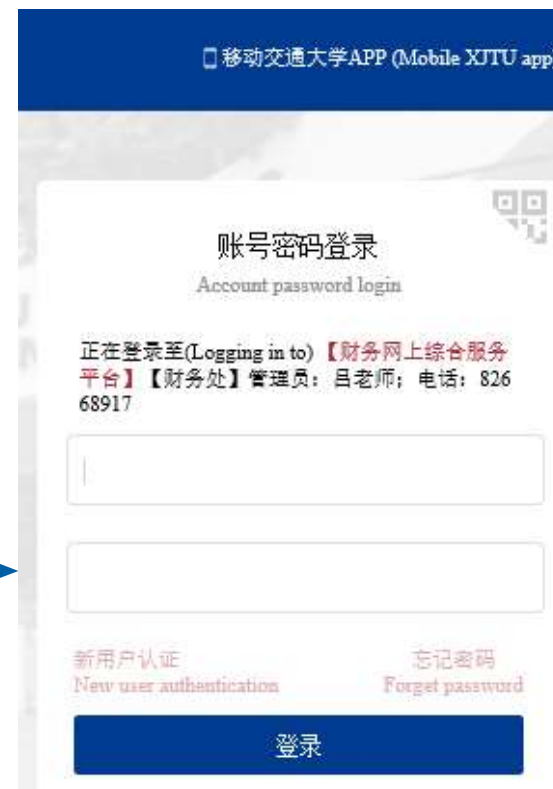 移动交通大学APP (Mobile XJTU app
账号密码登录
Account password login
正在登录至(Logging in to)【财务网上综合服务
平台】【财务处】管理员：吕老师；电话：826
68917
新用户认证
忘记密码
New user authentication
Forget password
登录